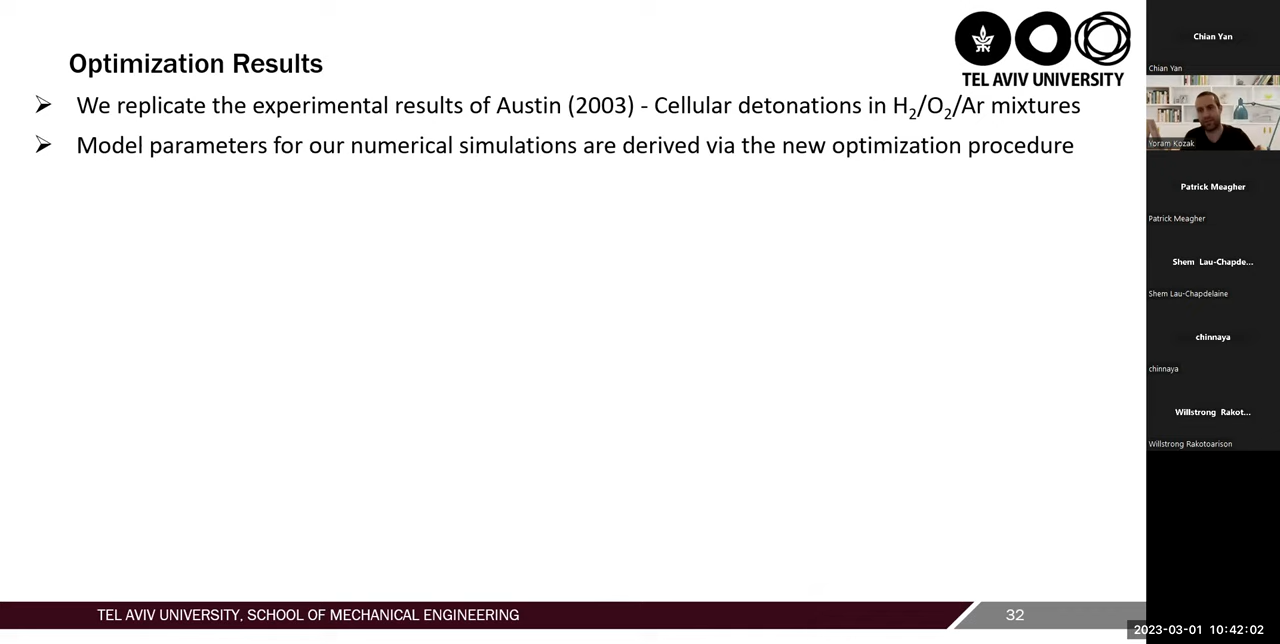 Optimization Results
TEL AVIV UNIVERSITY
➢ We replicate the experimental results of Austin (2003) - Cellular detonations in H₂/O₂/Ar mixtures
➢ Model parameters for our numerical simulations are derived via the new optimization procedure
TEL AVIV UNIVERSITY, SCHOOL OF MECHANICAL ENGINEERING
32
Chian Yan
Chian Yan
Yoram Kozak
Patrick Meagher
Patrick Meagher
Shem Lau-Chapde...
Shem Lau-Chapdelaine
chinnaya
chinnaya
Willstrong Rakot...
Willstrong Rakotoarison
2023-03-01 10:42:02